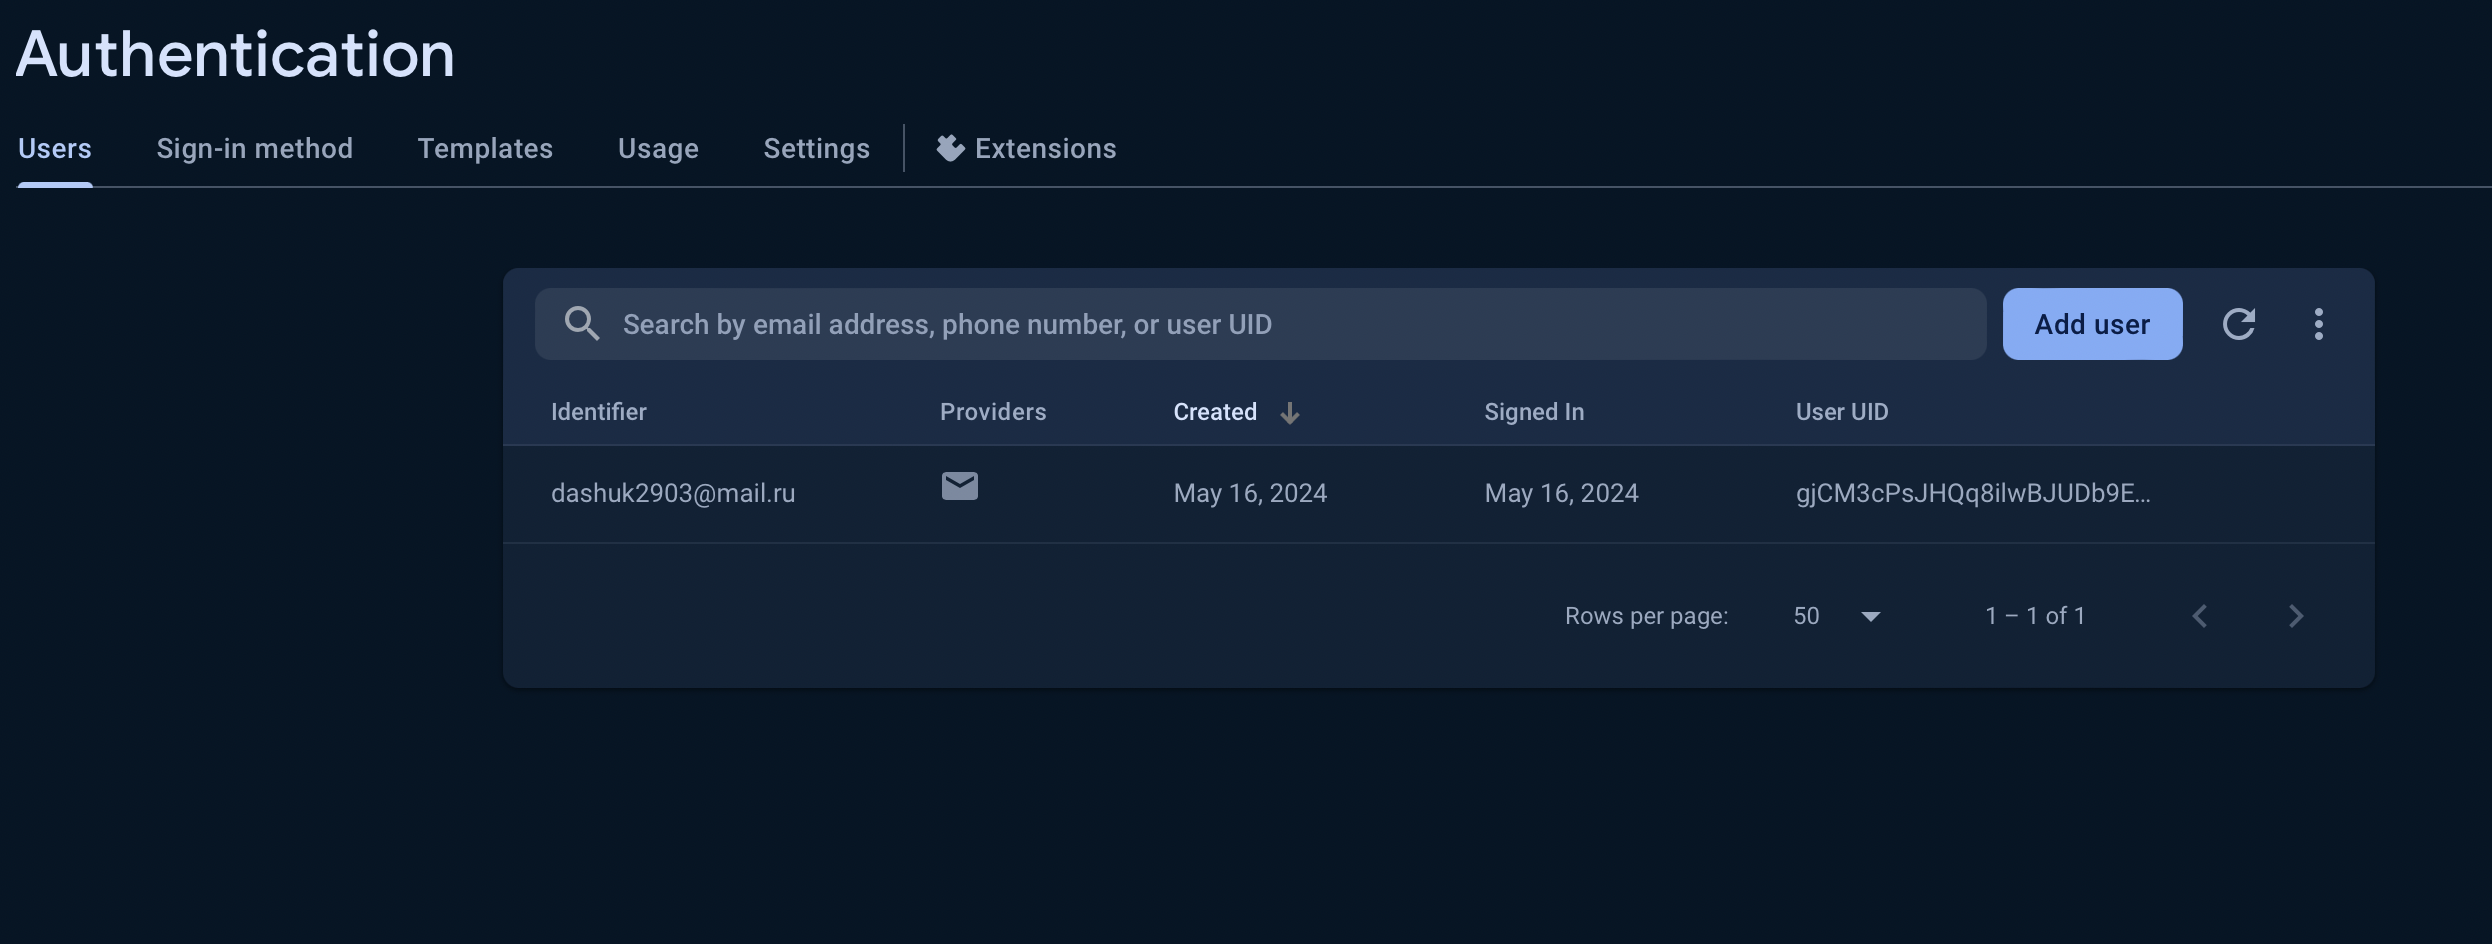 Authentication
Users Sign-in method Templates Usage Settings Extensions
Search by email address, phone number, or user UID Add user
Identifier Providers Created Signed In User UID
dashuk2903@mail.ru May 16, 2024 May 16, 2024 gjCM3cPsJHQq8ilwBJUDb9E...
Rows per page: 50 1 – 1 of 1